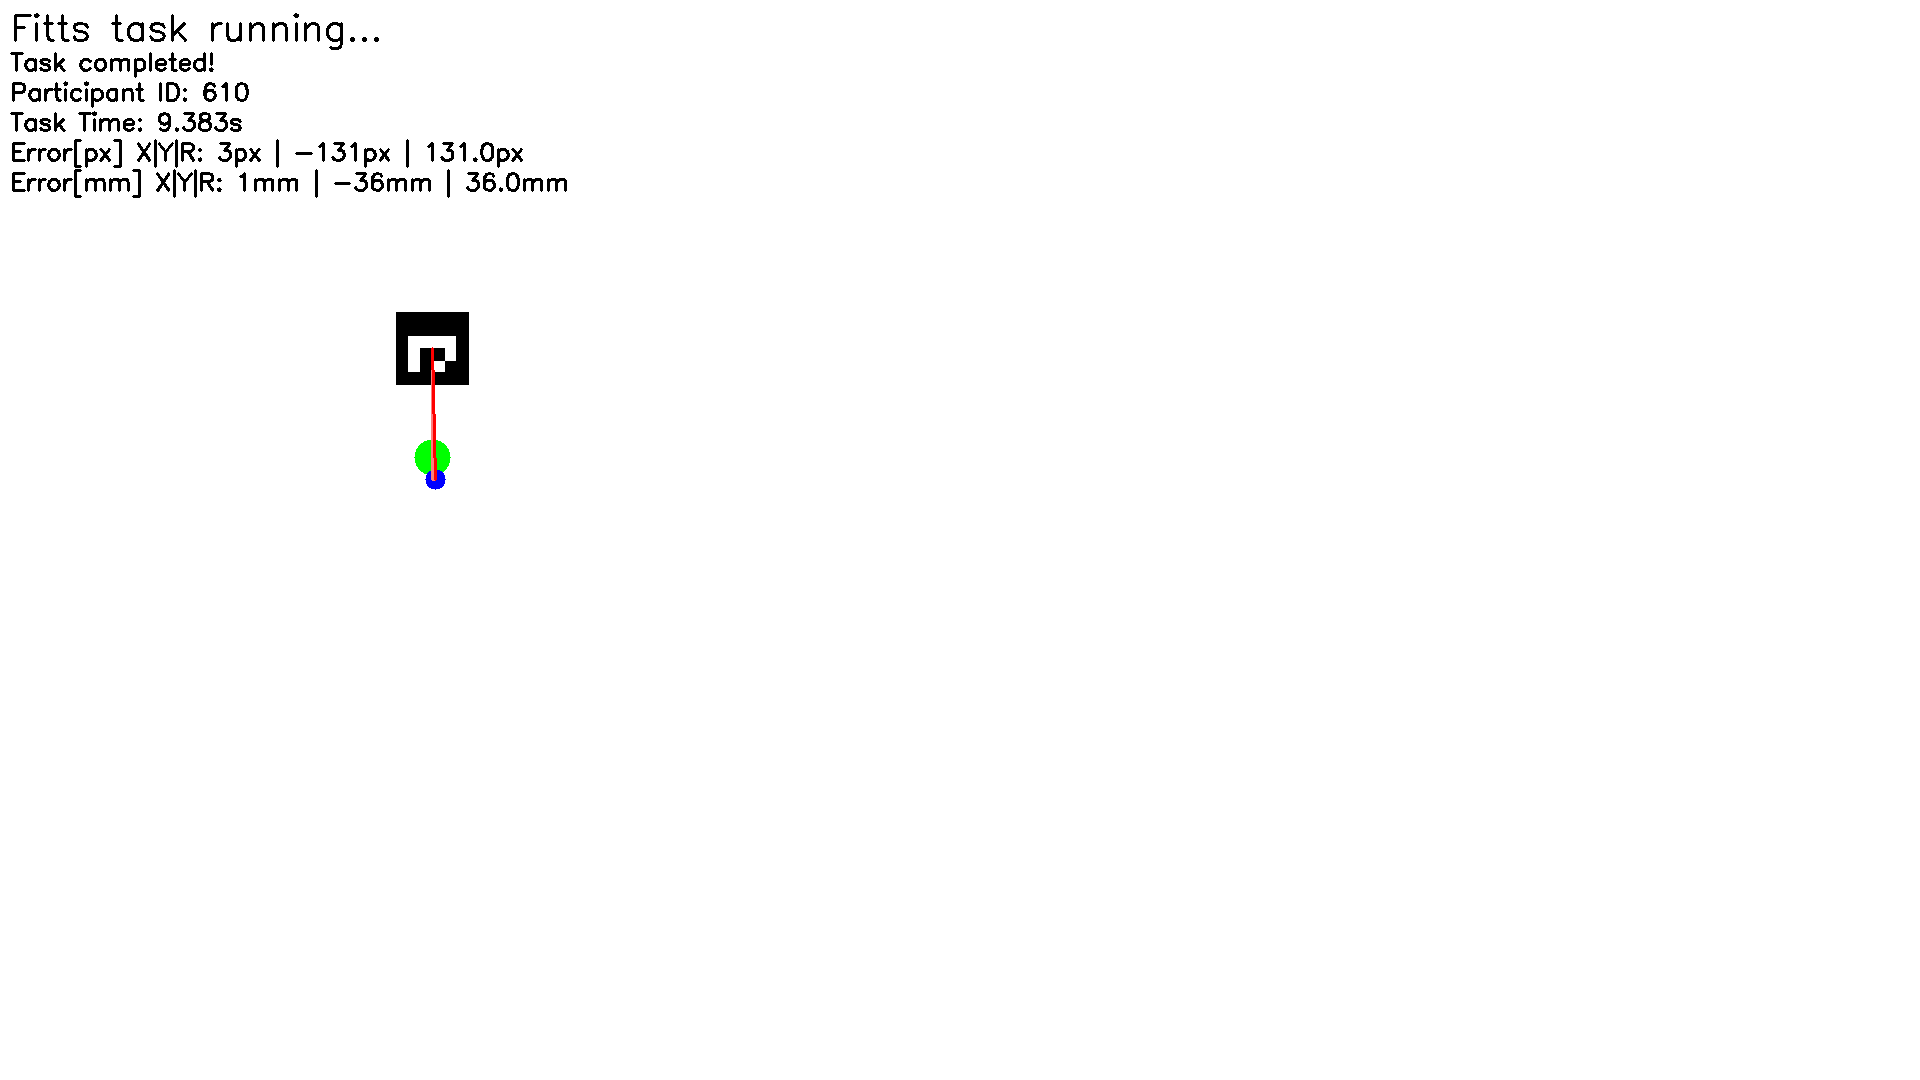 Fitts task running...
Task completed!
Participant ID: 610
Task Time: 9.383s
Error[px] X|Y|R: 3px | -131px | 131.0px
Error[mm] X|Y|R: 1mm | -36mm | 36.0mm